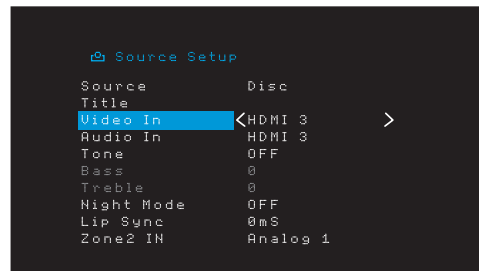 Source Setup
Source Disc
Title
Video In <HDMI 3 >
Audio In HDMI 3
Tone OFF
Bass 0
Treble 0
Night Mode OFF
Lip Sync 0mS
Zone2 IN Analog 1